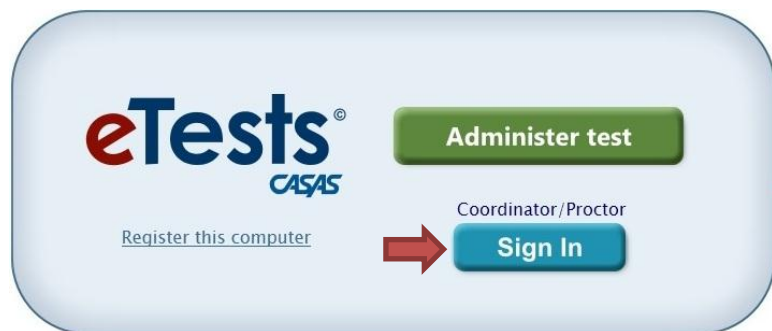 eTests©
CASAS
Register this computer
Administer test
Coordinator/Proctor
Sign In